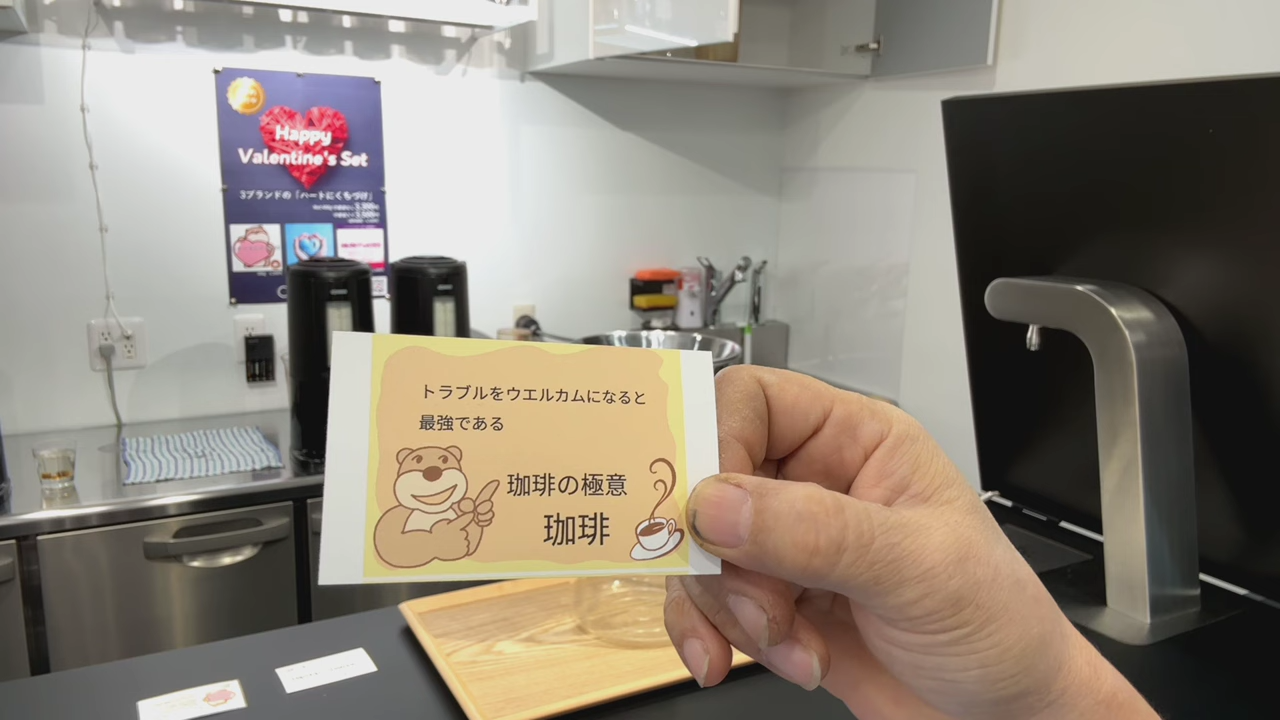 Happy
Valentine's Set
3ブランドの「ハートにくちづけ」
トラブルをウエルカムになると
最強である
珈琲の極意
珈琲